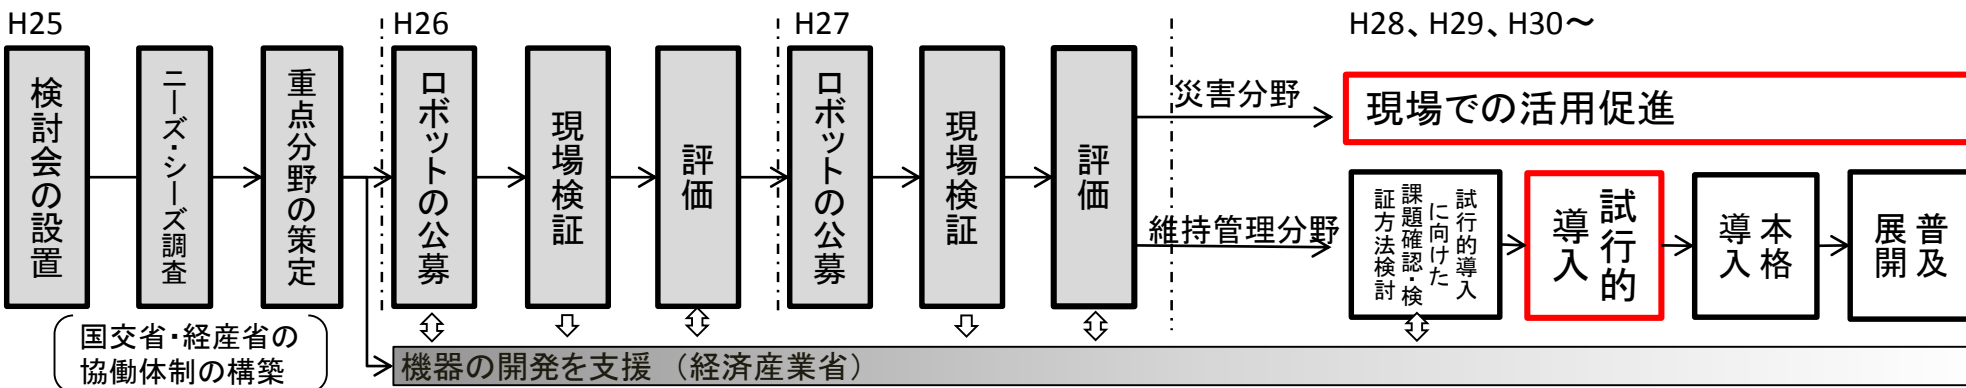 H25
検討会の設置
ニーズ・シーズ調査
重点分野の策定
国交省・経産省の
協働体制の構築
H26
ロボットの公募
現場検証
評価
H27
ロボットの公募
現場検証
評価
災害分野
維持管理分野
H28、H29、H30～
現場での活用促進
試行的導入
に向けた
課題確認・検
証方法検討
試行的
導入
本格
導入
普及
展開
機器の開発を支援 （経済産業省）